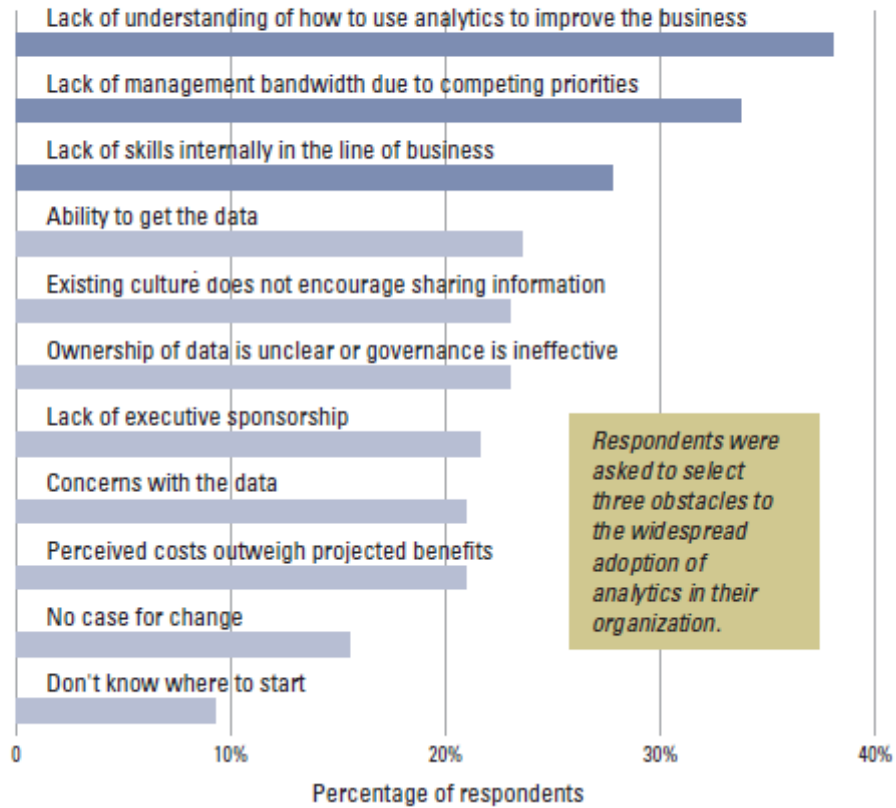 Lack of understanding of how to use analytics to improve the business
Lack of management bandwidth due to competing priorities
Lack of skills internally in the line of business
Ability to get the data
Existing culture does not encourage sharing information
Ownership of data is unclear or governance is ineffective
Lack of executive sponsorship
Concerns with the data
Perceived costs outweigh projected benefits
No case for change
Don't know where to start
Respondents were
asked to select
three obstacles to
the widespread
adoption of
analytics in their
organization.
0 10% 20% 30% 40%
Percentage of respondents